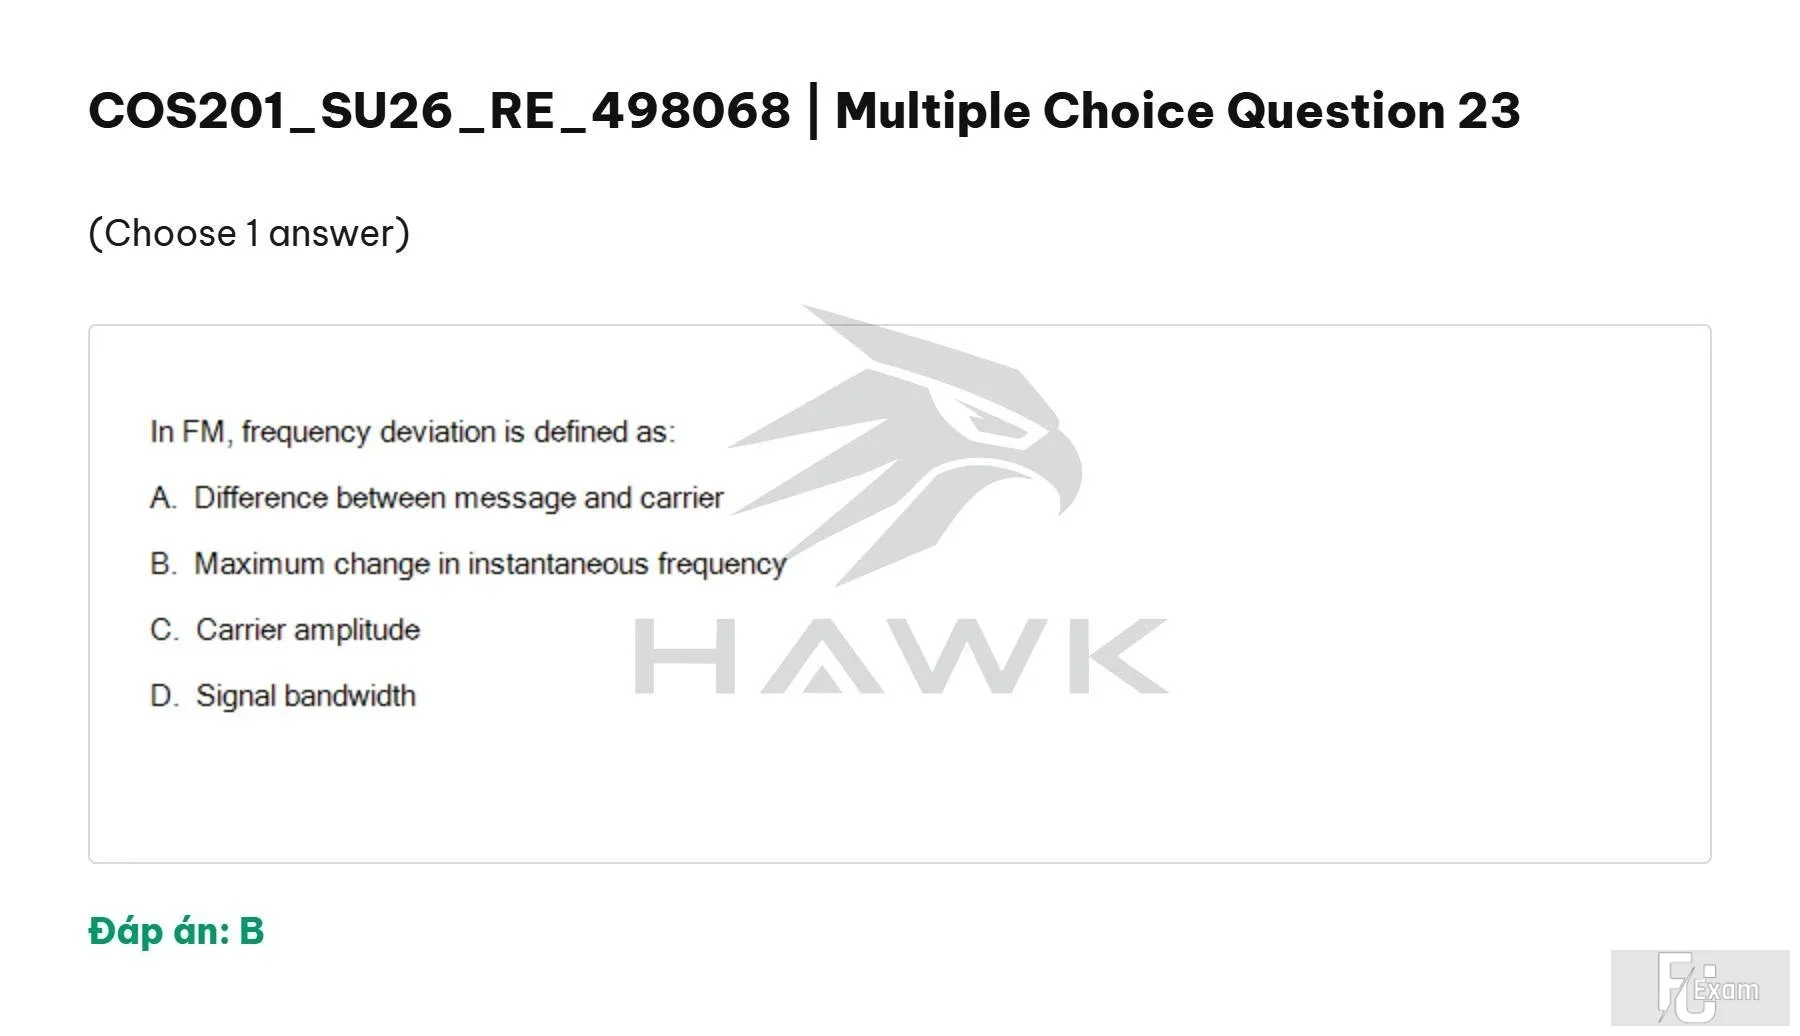 COS201_SU26_RE_498068 | Multiple Choice Question 23
(Choose 1 answer)
In FM, frequency deviation is defined as:
A. Difference between message and carrier
B. Maximum change in instantaneous frequency
C. Carrier amplitude
D. Signal bandwidth
HAWK
Đáp án: B
FU Exam